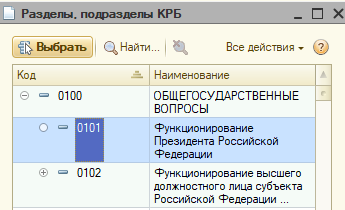 Разделы, подразделы КРБ
Выбрать
Найти...
Все действия
?
Код
Наименование
0100
ОБЩЕГОСУДАРСТВЕННЫЕ
ВОПРОСЫ
0101
Функционирование
Президента Российской
Федерации
0102
Функционирование высшего
должностного лица субъекта
Российской Федерации ...